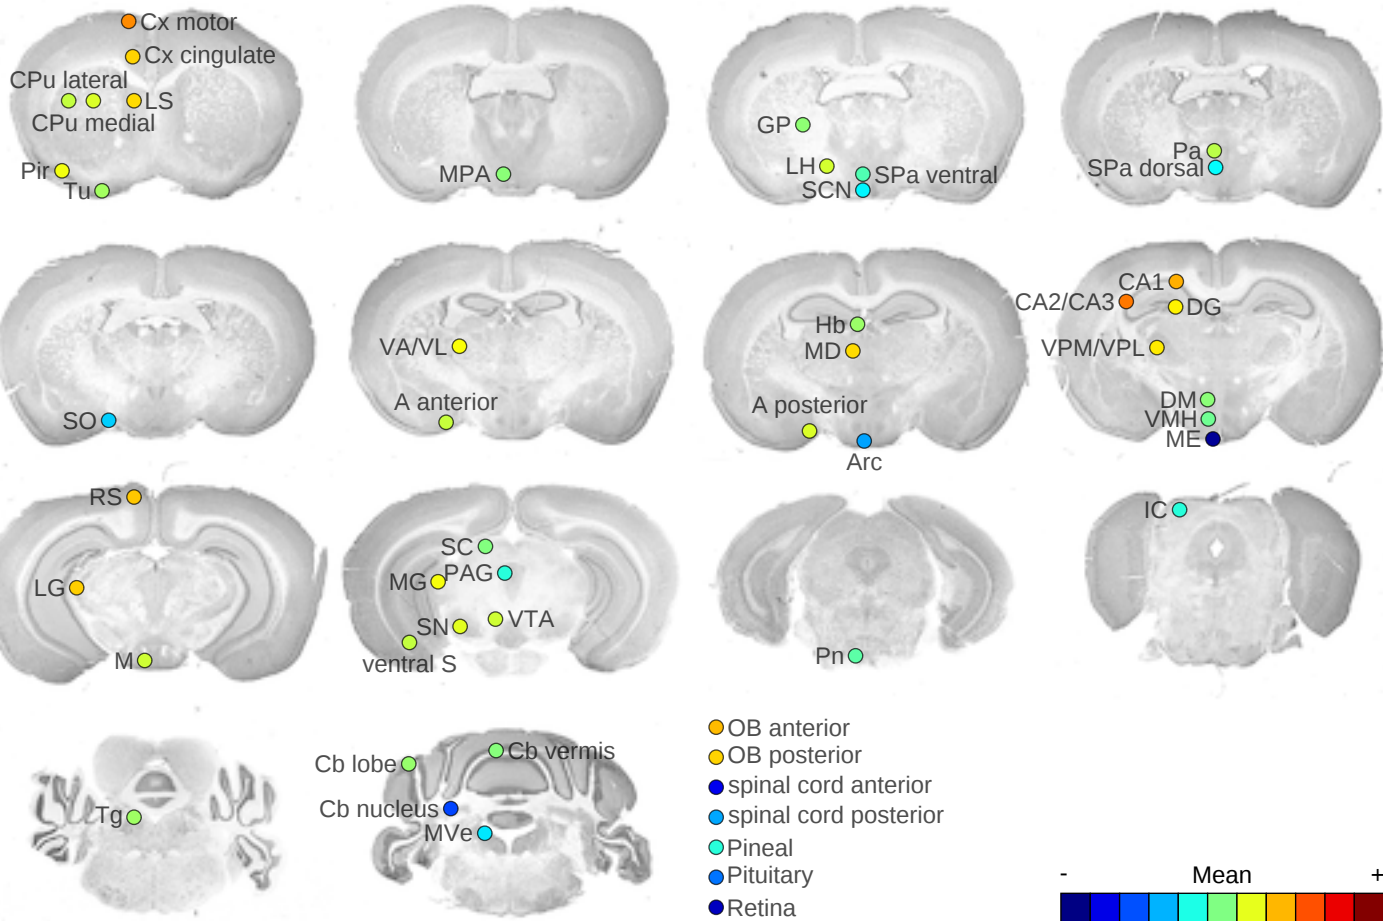 Cx motor
Cx cingulate
CPu lateral
LS
CPu medial
Pir
Tu
MPA
GP
LH
SPa ventral
SCN
Pa
SPa dorsal
SO
VA/VL
A anterior
Hb
MD
A posterior
Arc
CA1
CA2/CA3
DG
VPM/VPL
DM
VMH
ME
RS
LG
M
SC
PAG
MG
VTA
SN
ventral S
Pn
IC
Tg
Cb vermis
Cb lobe
Cb nucleus
MVe
OB anterior
OB posterior
spinal cord anterior
spinal cord posterior
Pineal
Pituitary
Retina
- Mean +